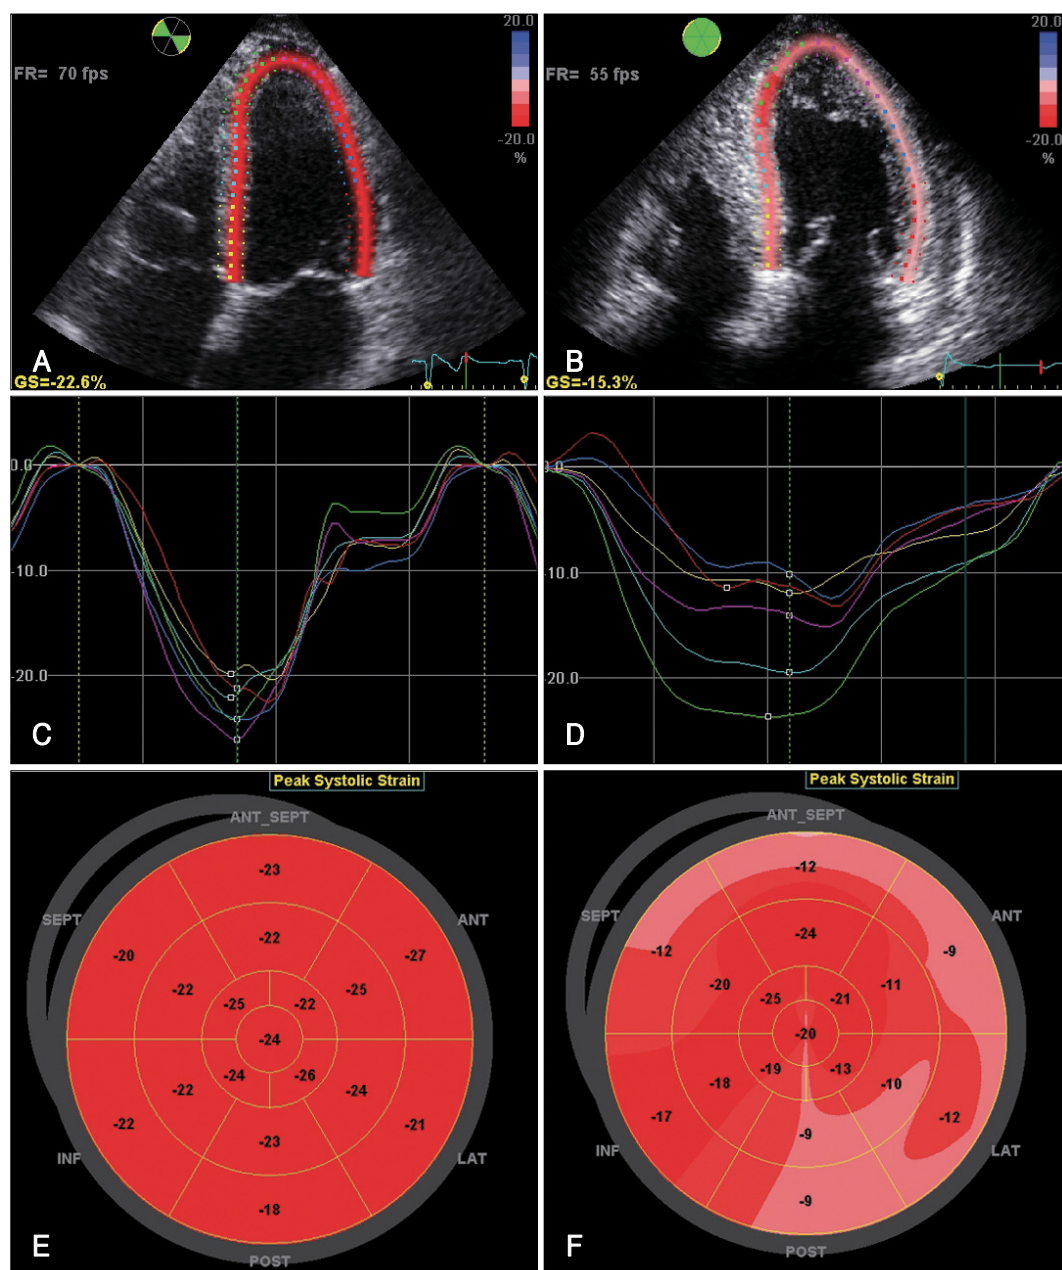 20.0
FR= 70 fps
-20.0
%
A
GS=-22.6%
20.0
FR= 55 fps
-20.0
%
B
GS=-15.3%
0.0
-10.0
-20.0
C
0.0
-10.0
-20.0
D
Peak Systolic Strain
ANT_SEPT
SEPT
ANT
-23
-20
-27
-22
-22
-25
-25
-22
-24
-24
-26
-22
-24
-22
-21
-23
-18
INF
LAT
POST
E
Peak Systolic Strain
ANT_SEPT
SEPT
ANT
-12
-12
-9
-24
-20
-11
-25
-21
-20
-19
-13
-18
-10
-17
-12
-9
-9
INF
LAT
POST
F